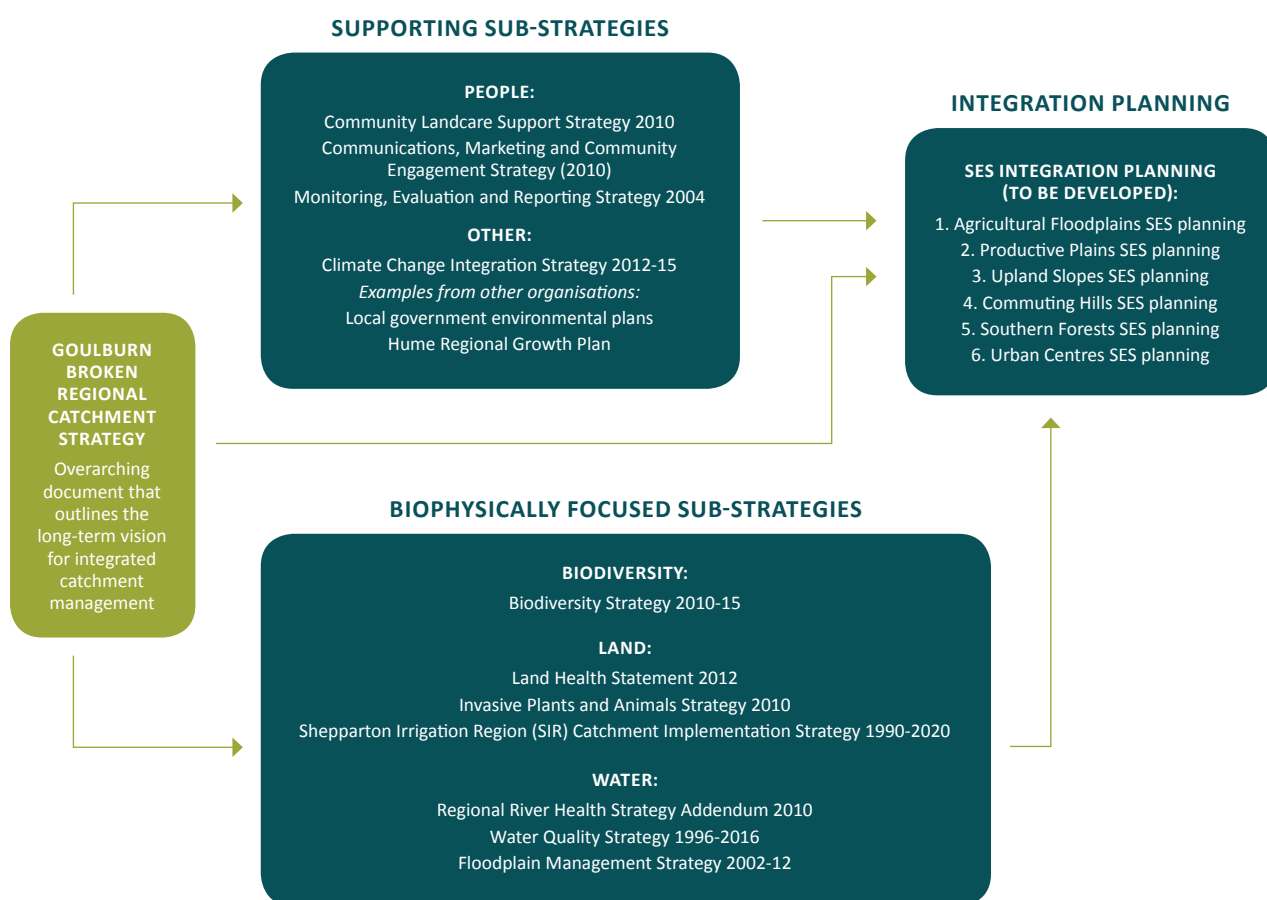 SUPPORTING SUB-STRATEGIES
PEOPLE:
Community Landcare Support Strategy 2010
Communications, Marketing and Community
Engagement Strategy (2010)
Monitoring, Evaluation and Reporting Strategy 2004
OTHER:
Climate Change Integration Strategy 2012-15
Examples from other organisations:
Local government environmental plans
Hume Regional Growth Plan
INTEGRATION PLANNING
SES INTEGRATION PLANNING
(TO BE DEVELOPED):
1. Agricultural Floodplains SES planning
2. Productive Plains SES planning
3. Upland Slopes SES planning
4. Commuting Hills SES planning
5. Southern Forests SES planning
6. Urban Centres SES planning
GOULBURN
BROKEN
REGIONAL
CATCHMENT
STRATEGY
Overarching
document that
outlines the
long-term vision
for integrated
catchment
management
BIOPHYSICALLY FOCUSED SUB-STRATEGIES
BIODIVERSITY:
Biodiversity Strategy 2010-15
LAND:
Land Health Statement 2012
Invasive Plants and Animals Strategy 2010
Shepparton Irrigation Region (SIR) Catchment Implementation Strategy 1990-2020
WATER:
Regional River Health Strategy Addendum 2010
Water Quality Strategy 1996-2016
Floodplain Management Strategy 2002-12